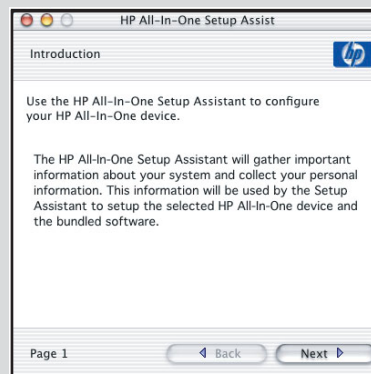 HP All-In-One Setup Assist
Introduction
hp
Use the HP All-In-One Setup Assistant to configure
your HP All-In-One device.
The HP All-In-One Setup Assistant will gather important
information about your system and collect your personal
information. This information will be used by the Setup
Assistant to setup the selected HP All-In-One device and
the bundled software.
Page 1
Back
Next